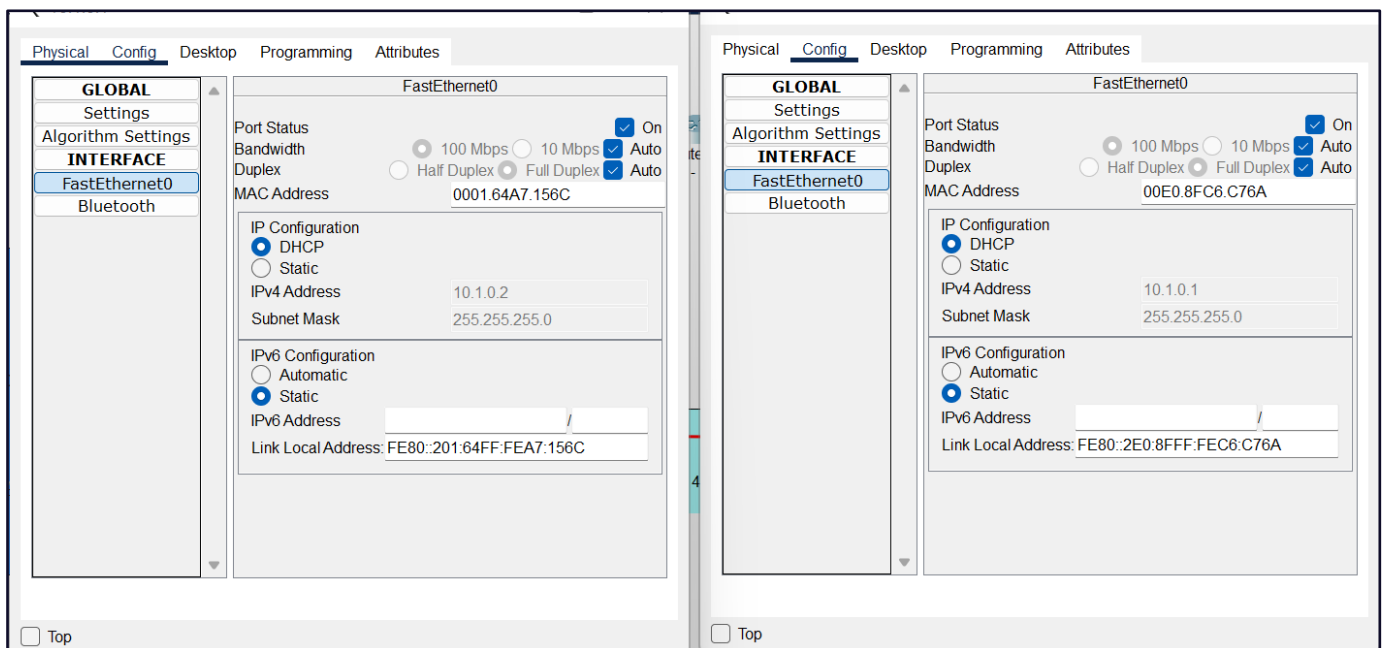 Physical Config Desktop Programming Attributes
GLOBAL
Settings
Algorithm Settings
INTERFACE
FastEthernet0
Bluetooth
FastEthernet0
Port Status On
Bandwidth 100 Mbps 10 Mbps Auto
Duplex Half Duplex Full Duplex Auto
MAC Address 0001.64A7.156C
IP Configuration
DHCP
Static
IPv4 Address 10.1.0.2
Subnet Mask 255.255.255.0
IPv6 Configuration
Automatic
Static
IPv6 Address /
Link Local Address: FE80::201:64FF:FEA7:156C
Top
4
Physical Config Desktop Programming Attributes
GLOBAL
Settings
Algorithm Settings
INTERFACE
FastEthernet0
Bluetooth
FastEthernet0
Port Status On
Bandwidth 100 Mbps 10 Mbps Auto
Duplex Half Duplex Full Duplex Auto
MAC Address 00E0.8FC6.C76A
IP Configuration
DHCP
Static
IPv4 Address 10.1.0.1
Subnet Mask 255.255.255.0
IPv6 Configuration
Automatic
Static
IPv6 Address /
Link Local Address: FE80::2E0:8FFF:FEC6:C76A
Top